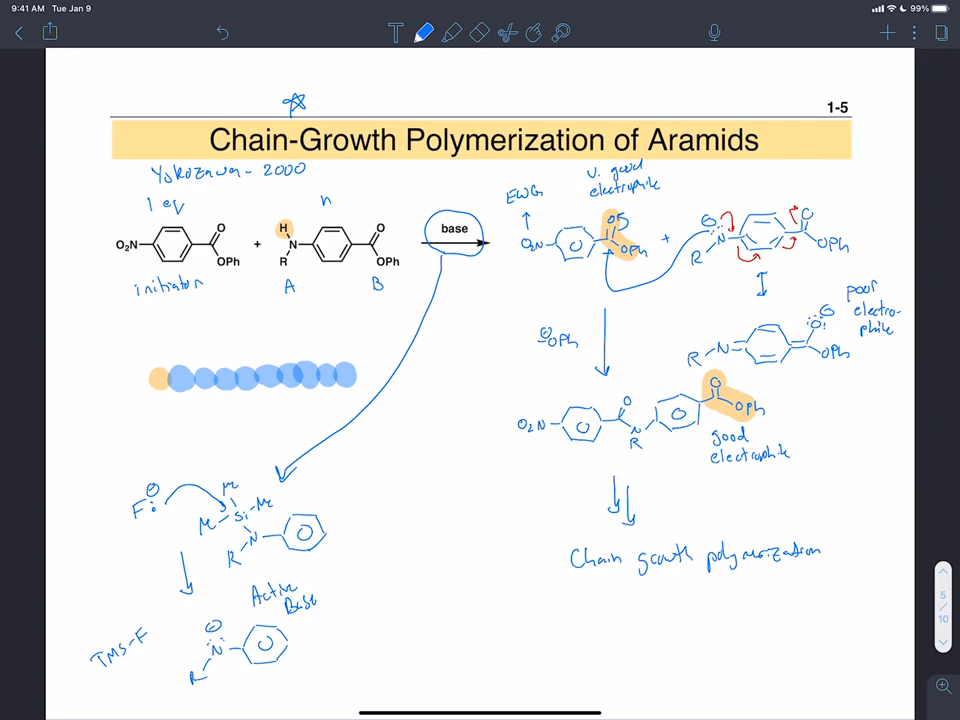 9:41 AM Tue Jan 9
99%
1-5
Chain-Growth Polymerization of Aramids
Yokozawa - 2000
1 eq
n
O₂N
O
OPh
+
H
N
R
O
OPh
base
initiator
A
B
EWG
v. good
electrophile
O₂N
O
OPh
+
⊖
N
R
O
OPh
⊖OPh
R
N
O
⊖
OPh
poor
electro-
phile
O₂N
O
N
R
O
OPh
good
electrophile
Chain growth polymerization
F
⊖
Me
Me
Me
Si
N
R
Active
Base
TMS-F
⊖
N
R
5
/
10